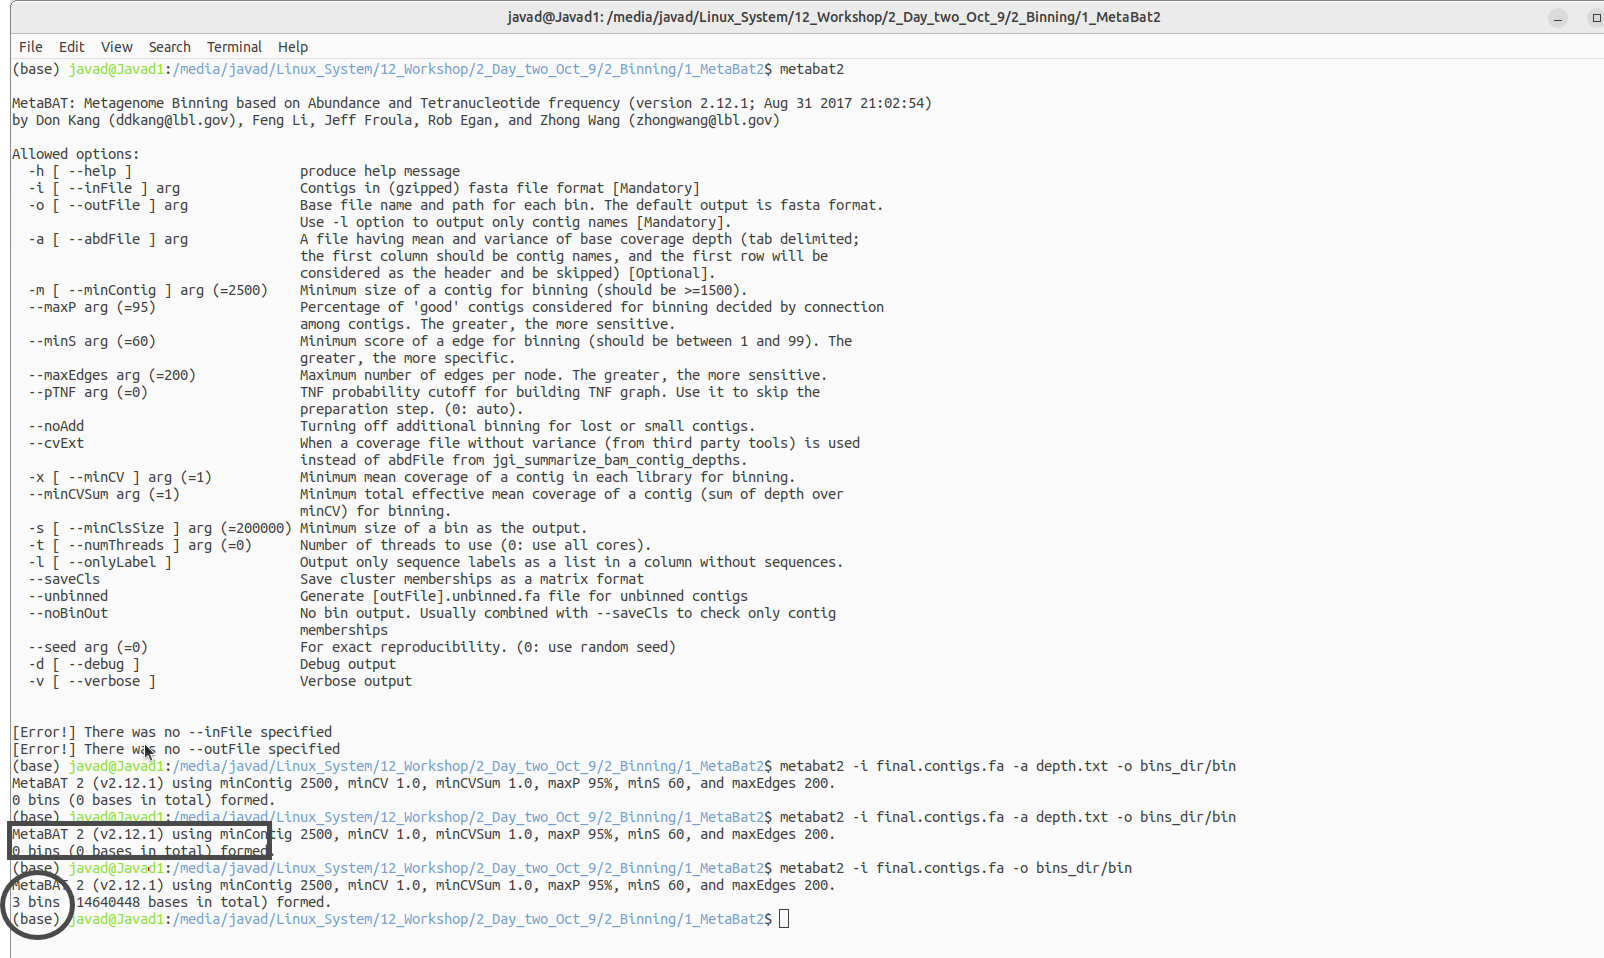 javad@Javad1: /media/javad/Linux_System/12_Workshop/2_Day_two_Oct_9/2_Binning/1_MetaBat2
File Edit View Search Terminal Help
(base) javad@Javad1:/media/javad/Linux_System/12_Workshop/2_Day_two_Oct_9/2_Binning/1_MetaBat2$ metabat2
MetaBAT: Metagenome Binning based on Abundance and Tetranucleotide frequency (version 2.12.1; Aug 31 2017 21:02:54)
by Don Kang (ddkang@lbl.gov), Feng Li, Jeff Froula, Rob Egan, and Zhong Wang (zhongwang@lbl.gov)
Allowed options:
-h [ --help ] produce help message
-i [ --inFile ] arg Contigs in (gzipped) fasta file format [Mandatory]
-o [ --outFile ] arg Base file name and path for each bin. The default output is fasta format.
Use -l option to output only contig names [Mandatory].
-a [ --abdFile ] arg A file having mean and variance of base coverage depth (tab delimited;
the first column should be contig names, and the first row will be
considered as the header and be skipped) [Optional].
-m [ --minContig ] arg (=2500) Minimum size of a contig for binning (should be >=1500).
--maxP arg (=95) Percentage of 'good' contigs considered for binning decided by connection
among contigs. The greater, the more sensitive.
--minS arg (=60) Minimum score of a edge for binning (should be between 1 and 99). The
greater, the more specific.
--maxEdges arg (=200) Maximum number of edges per node. The greater, the more sensitive.
--pTNF arg (=0) TNF probability cutoff for building TNF graph. Use it to skip the
preparation step. (0: auto).
--noAdd Turning off additional binning for lost or small contigs.
--cvExt When a coverage file without variance (from third party tools) is used
instead of abdFile from jgi_summarize_bam_contig_depths.
-x [ --minCV ] arg (=1) Minimum mean coverage of a contig in each library for binning.
--minCVSum arg (=1) Minimum total effective mean coverage of a contig (sum of depth over
minCV) for binning.
-s [ --minClsSize ] arg (=200000) Minimum size of a bin as the output.
-t [ --numThreads ] arg (=0) Number of threads to use (0: use all cores).
-l [ --onlyLabel ] Output only sequence labels as a list in a column without sequences.
--saveCls Save cluster memberships as a matrix format
--unbinned Generate [outFile].unbinned.fa file for unbinned contigs
--noBinOut No bin output. Usually combined with --saveCls to check only contig
memberships
--seed arg (=0) For exact reproducibility. (0: use random seed)
-d [ --debug ] Debug output
-v [ --verbose ] Verbose output
[Error!] There was no --inFile specified
[Error!] There was no --outFile specified
(base) javad@Javad1:/media/javad/Linux_System/12_Workshop/2_Day_two_Oct_9/2_Binning/1_MetaBat2$ metabat2 -i final.contigs.fa -a depth.txt -o bins_dir/bin
MetaBAT 2 (v2.12.1) using minContig 2500, minCV 1.0, minCVSum 1.0, maxP 95%, minS 60, and maxEdges 200.
0 bins (0 bases in total) formed.
(base) javad@Javad1:/media/javad/Linux_System/12_Workshop/2_Day_two_Oct_9/2_Binning/1_MetaBat2$ metabat2 -i final.contigs.fa -a depth.txt -o bins_dir/bin
MetaBAT 2 (v2.12.1) using minContig 2500, minCV 1.0, minCVSum 1.0, maxP 95%, minS 60, and maxEdges 200.
0 bins (0 bases in total) formed.
(base) javad@Javad1:/media/javad/Linux_System/12_Workshop/2_Day_two_Oct_9/2_Binning/1_MetaBat2$ metabat2 -i final.contigs.fa -o bins_dir/bin
MetaBAT 2 (v2.12.1) using minContig 2500, minCV 1.0, minCVSum 1.0, maxP 95%, minS 60, and maxEdges 200.
3 bins (14640448 bases in total) formed.
(base) javad@Javad1:/media/javad/Linux_System/12_Workshop/2_Day_two_Oct_9/2_Binning/1_MetaBat2$